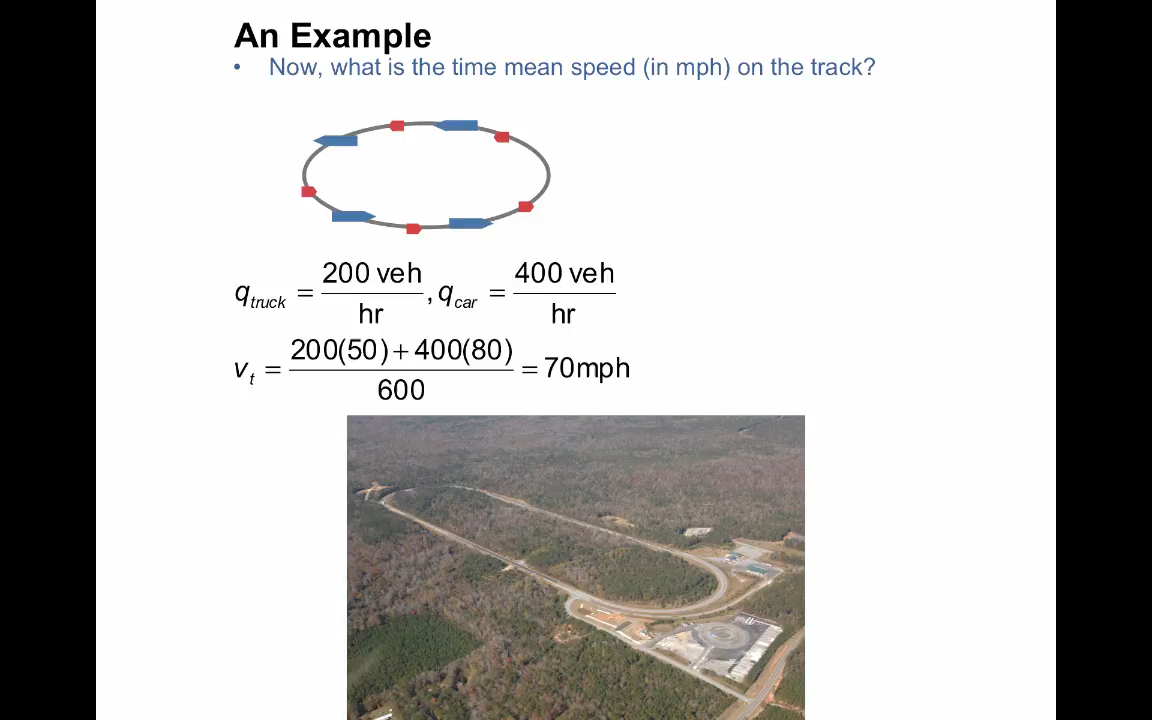 An Example
• Now, what is the time mean speed (in mph) on the track?
q_truck = 200 veh / hr , q_car = 400 veh / hr
v_t = 200(50) + 400(80) / 600 = 70mph